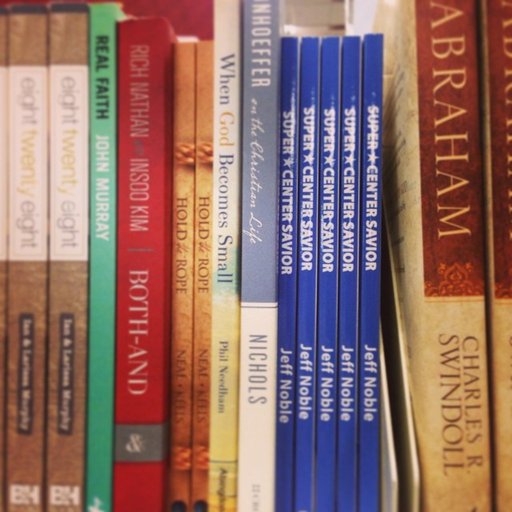 eight twenty eight
Ian & Larissa Murphy
BH
eight twenty eight
Ian & Larissa Murphy
BH
REAL FAITH JOHN MURRAY
RICH NATHAN INSOO KIM | BOTH-AND
&
HOLD the ROPE
HOLD the ROPE
When God Becomes Small Phil Needham
NHOEFFER on the Christian Life NICHOLS
SUPER★CENTER SAVIOR Jeff Noble
SUPER★CENTER SAVIOR Jeff Noble
SUPER★CENTER SAVIOR Jeff Noble
SUPER★CENTER SAVIOR Jeff Noble
SUPER★CENTER SAVIOR Jeff Noble
ABRAHAM
CHARLES R.
SWINDOLL